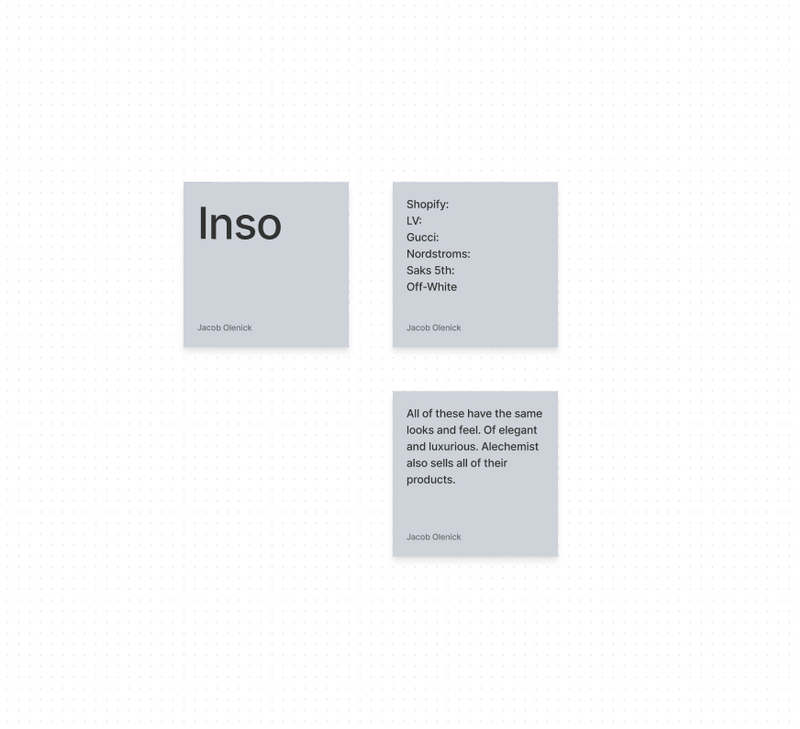 Inso
Jacob Olenick
Shopify:
LV:
Gucci:
Nordstroms:
Saks 5th:
Off-White
Jacob Olenick
All of these have the same
looks and feel. Of elegant
and luxurious. Alechemist
also sells all of their
products.
Jacob Olenick